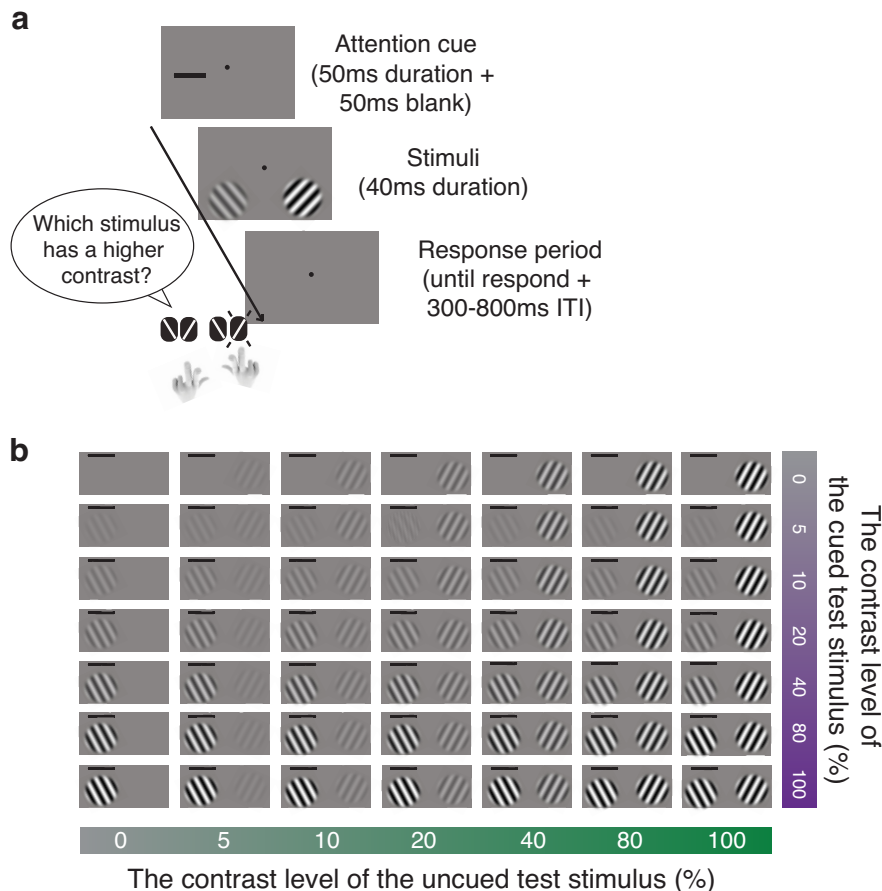 a
Attention cue
(50ms duration +
50ms blank)
Stimuli
(40ms duration)
Which stimulus
has a higher
contrast?
Response period
(until respond +
300-800ms ITI)
b
0
5
10
20
40
80
100
The contrast level of
the cued test stimulus (%)
0 5 10 20 40 80 100
The contrast level of the uncued test stimulus (%)